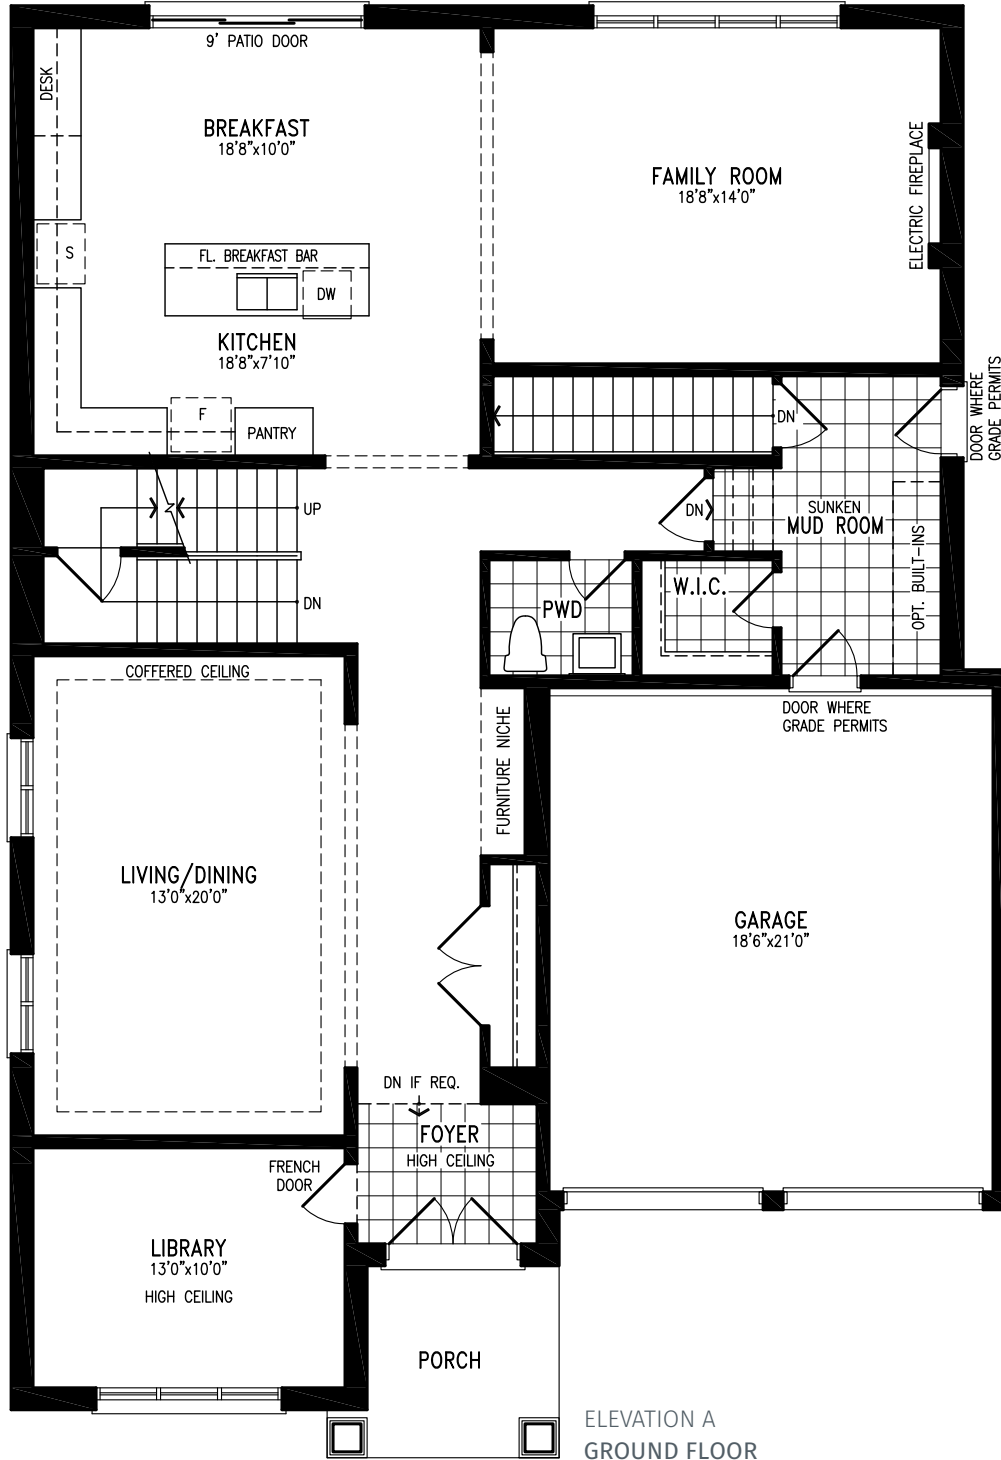 9' PATIO DOOR
DESK
BREAKFAST
18'8"x10'0"
FAMILY ROOM
18'8"x14'0"
ELECTRIC FIREPLACE
S
FL. BREAKFAST BAR
DW
KITCHEN
18'8"x7'10"
F
PANTRY
DN
DOOR WHERE
GRADE PERMITS
UP
DN
SUNKEN
MUD ROOM
OPT. BUILT-INS
DN
PWD
W.I.C.
COFFERED CEILING
DOOR WHERE
GRADE PERMITS
FURNITURE NICHE
LIVING/DINING
13'0"x20'0"
GARAGE
18'6"x21'0"
DN IF REQ.
FOYER
HIGH CEILING
FRENCH
DOOR
LIBRARY
13'0"x10'0"
HIGH CEILING
PORCH
ELEVATION A
GROUND FLOOR